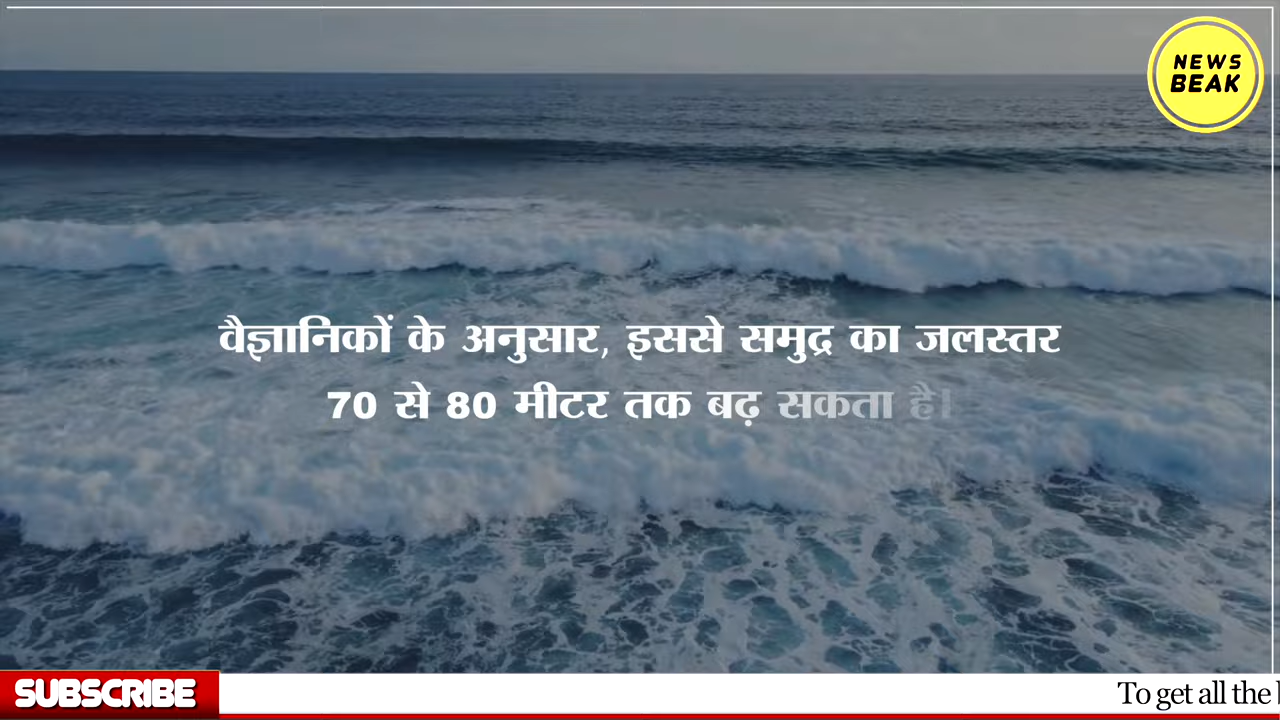 NEWS
BEAK
वैज्ञानिकों के अनुसार, इससे समुद्र का जलस्तर
70 से 80 मीटर तक बढ़ सकता है।
SUBSCRIBE
To get all the